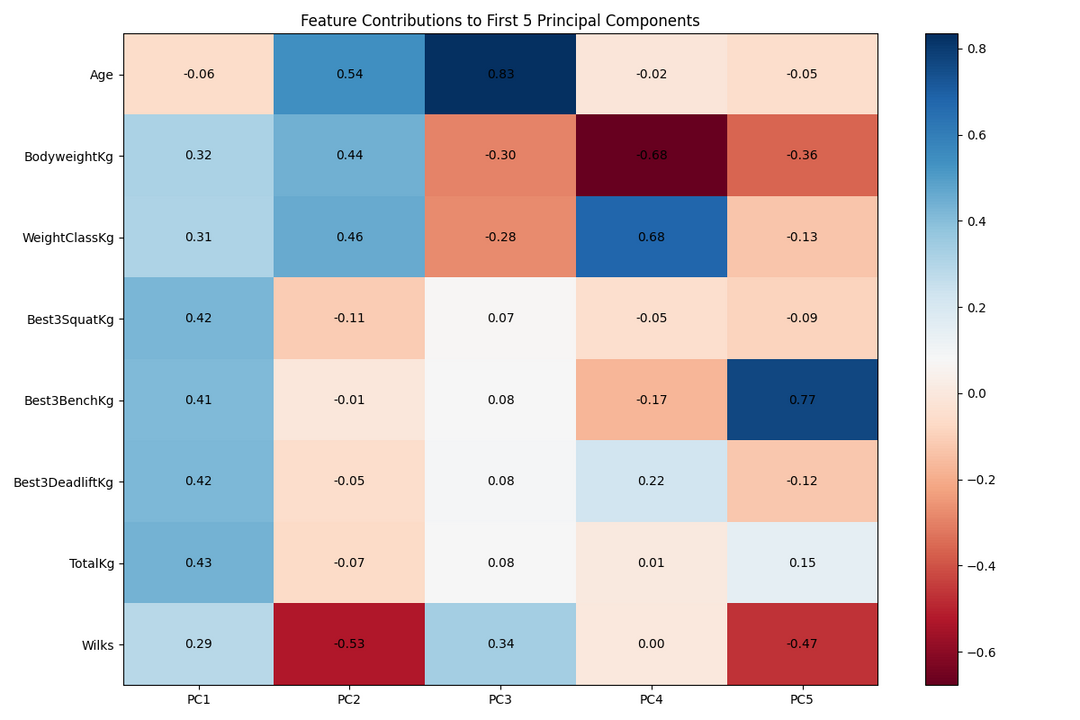 Feature Contributions to First 5 Principal Components
Age -0.06 0.54 0.83 -0.02 -0.05
BodyweightKg 0.32 0.44 -0.30 -0.68 -0.36
WeightClassKg 0.31 0.46 -0.28 0.68 -0.13
Best3SquatKg 0.42 -0.11 0.07 -0.05 -0.09
Best3BenchKg 0.41 -0.01 0.08 -0.17 0.77
Best3DeadliftKg 0.42 -0.05 0.08 0.22 -0.12
TotalKg 0.43 -0.07 0.08 0.01 0.15
Wilks 0.29 -0.53 0.34 0.00 -0.47
PC1 PC2 PC3 PC4 PC5
0.8
0.6
0.4
0.2
0.0
−0.2
−0.4
−0.6